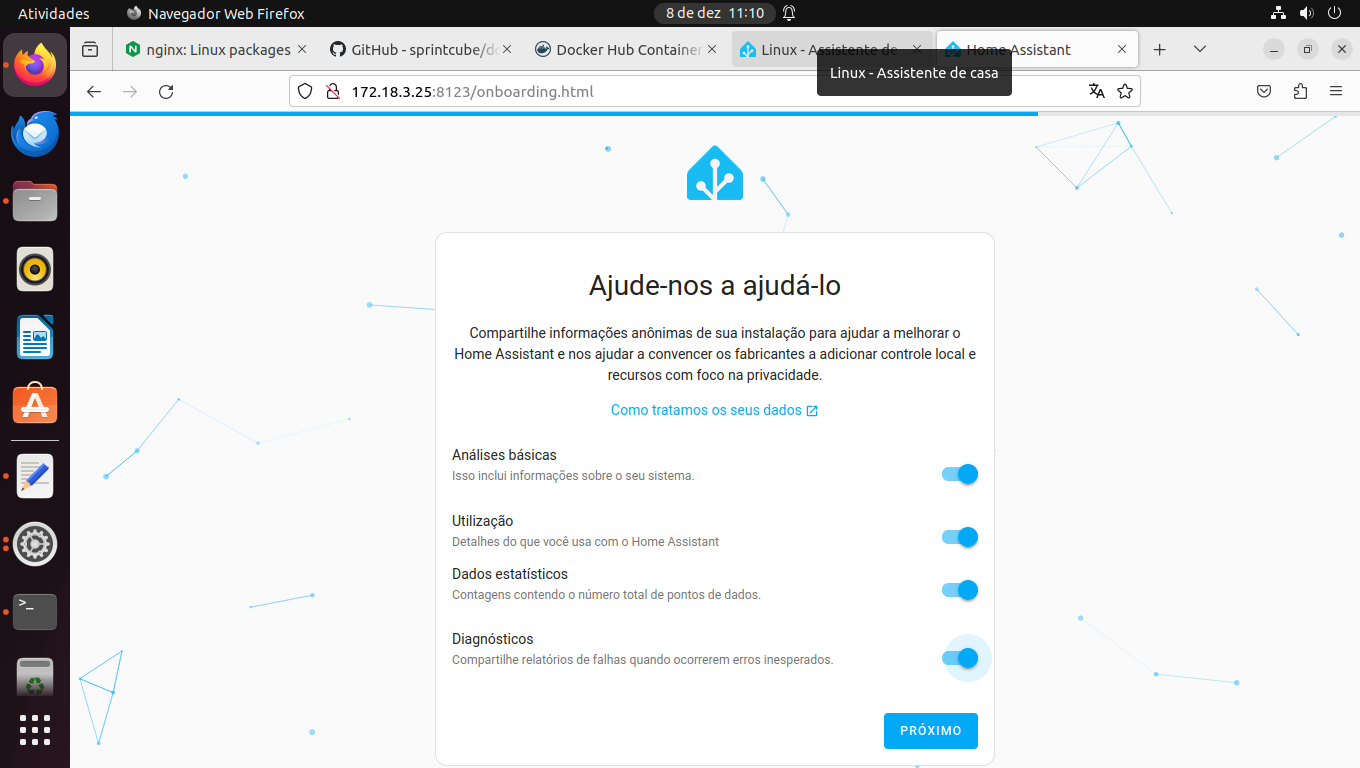 Atividades
Navegador Web Firefox
8 de dez 11:10
nginx: Linux packages
GitHub - sprintcube/do
Docker Hub Container
Linux - Assistente de
Home Assistant
Linux - Assistente de casa
172.18.3.25:8123/onboarding.html
Ajude-nos a ajudá-lo
Compartilhe informações anônimas de sua instalação para ajudar a melhorar o
Home Assistant e nos ajudar a convencer os fabricantes a adicionar controle local e
recursos com foco na privacidade.
Como tratamos os seus dados
Análises básicas
Isso inclui informações sobre o seu sistema.
Utilização
Detalhes do que você usa com o Home Assistant
Dados estatísticos
Contagens contendo o número total de pontos de dados.
Diagnósticos
Compartilhe relatórios de falhas quando ocorrerem erros inesperados.
PRÓXIMO